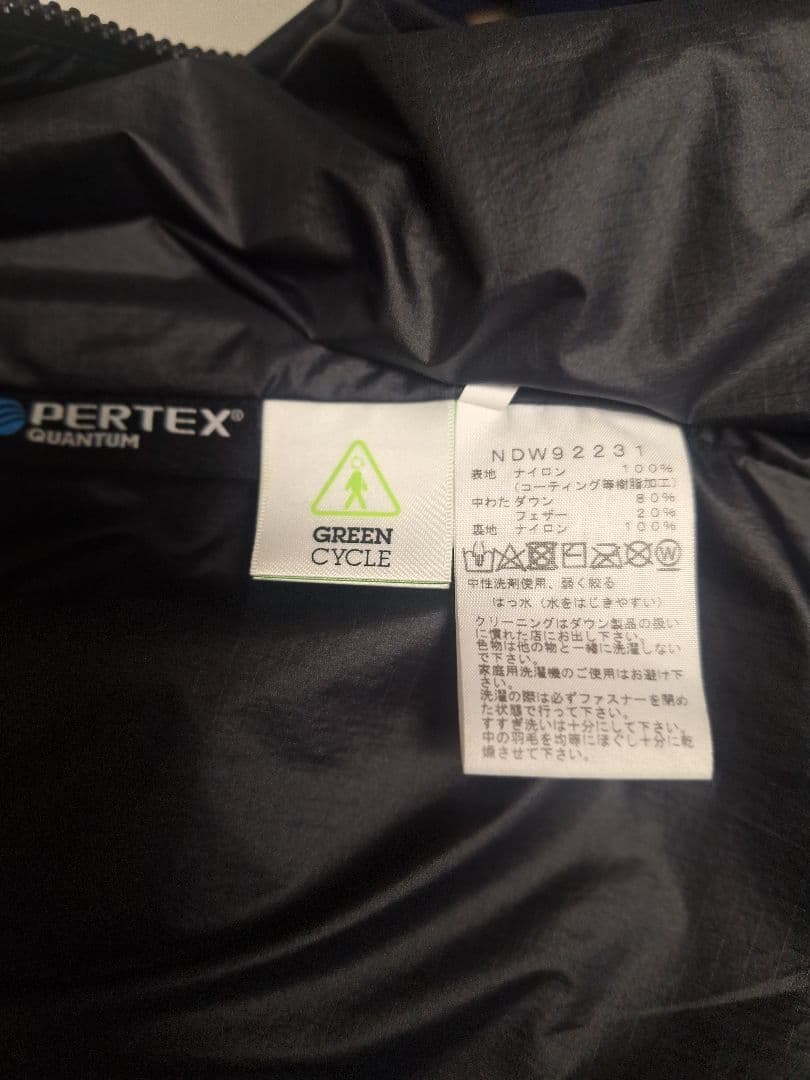 PERTEX®
QUANTUM
GREEN
CYCLE
NDW92231
表地 ナイロン 100%
(コーティング等樹脂加工)
中わた ダウン 80%
フェザー 20%
裏地 ナイロン 100%
W
中性洗剤使用、弱く絞る
はっ水(水をはじきやすい)
クリーニングはダウン製品の扱い
に慣れた店にお出し下さい。
色物は他の物と一緒に洗濯しない
で下さい。
家庭用洗濯機のご使用はお避け下
さい。
洗濯の際は必ずファスナーを閉め
た状態で行って下さい。
すすぎ洗いは十分にして下さい。
中の羽毛を均等にほぐし十分に乾
燥させて下さい。